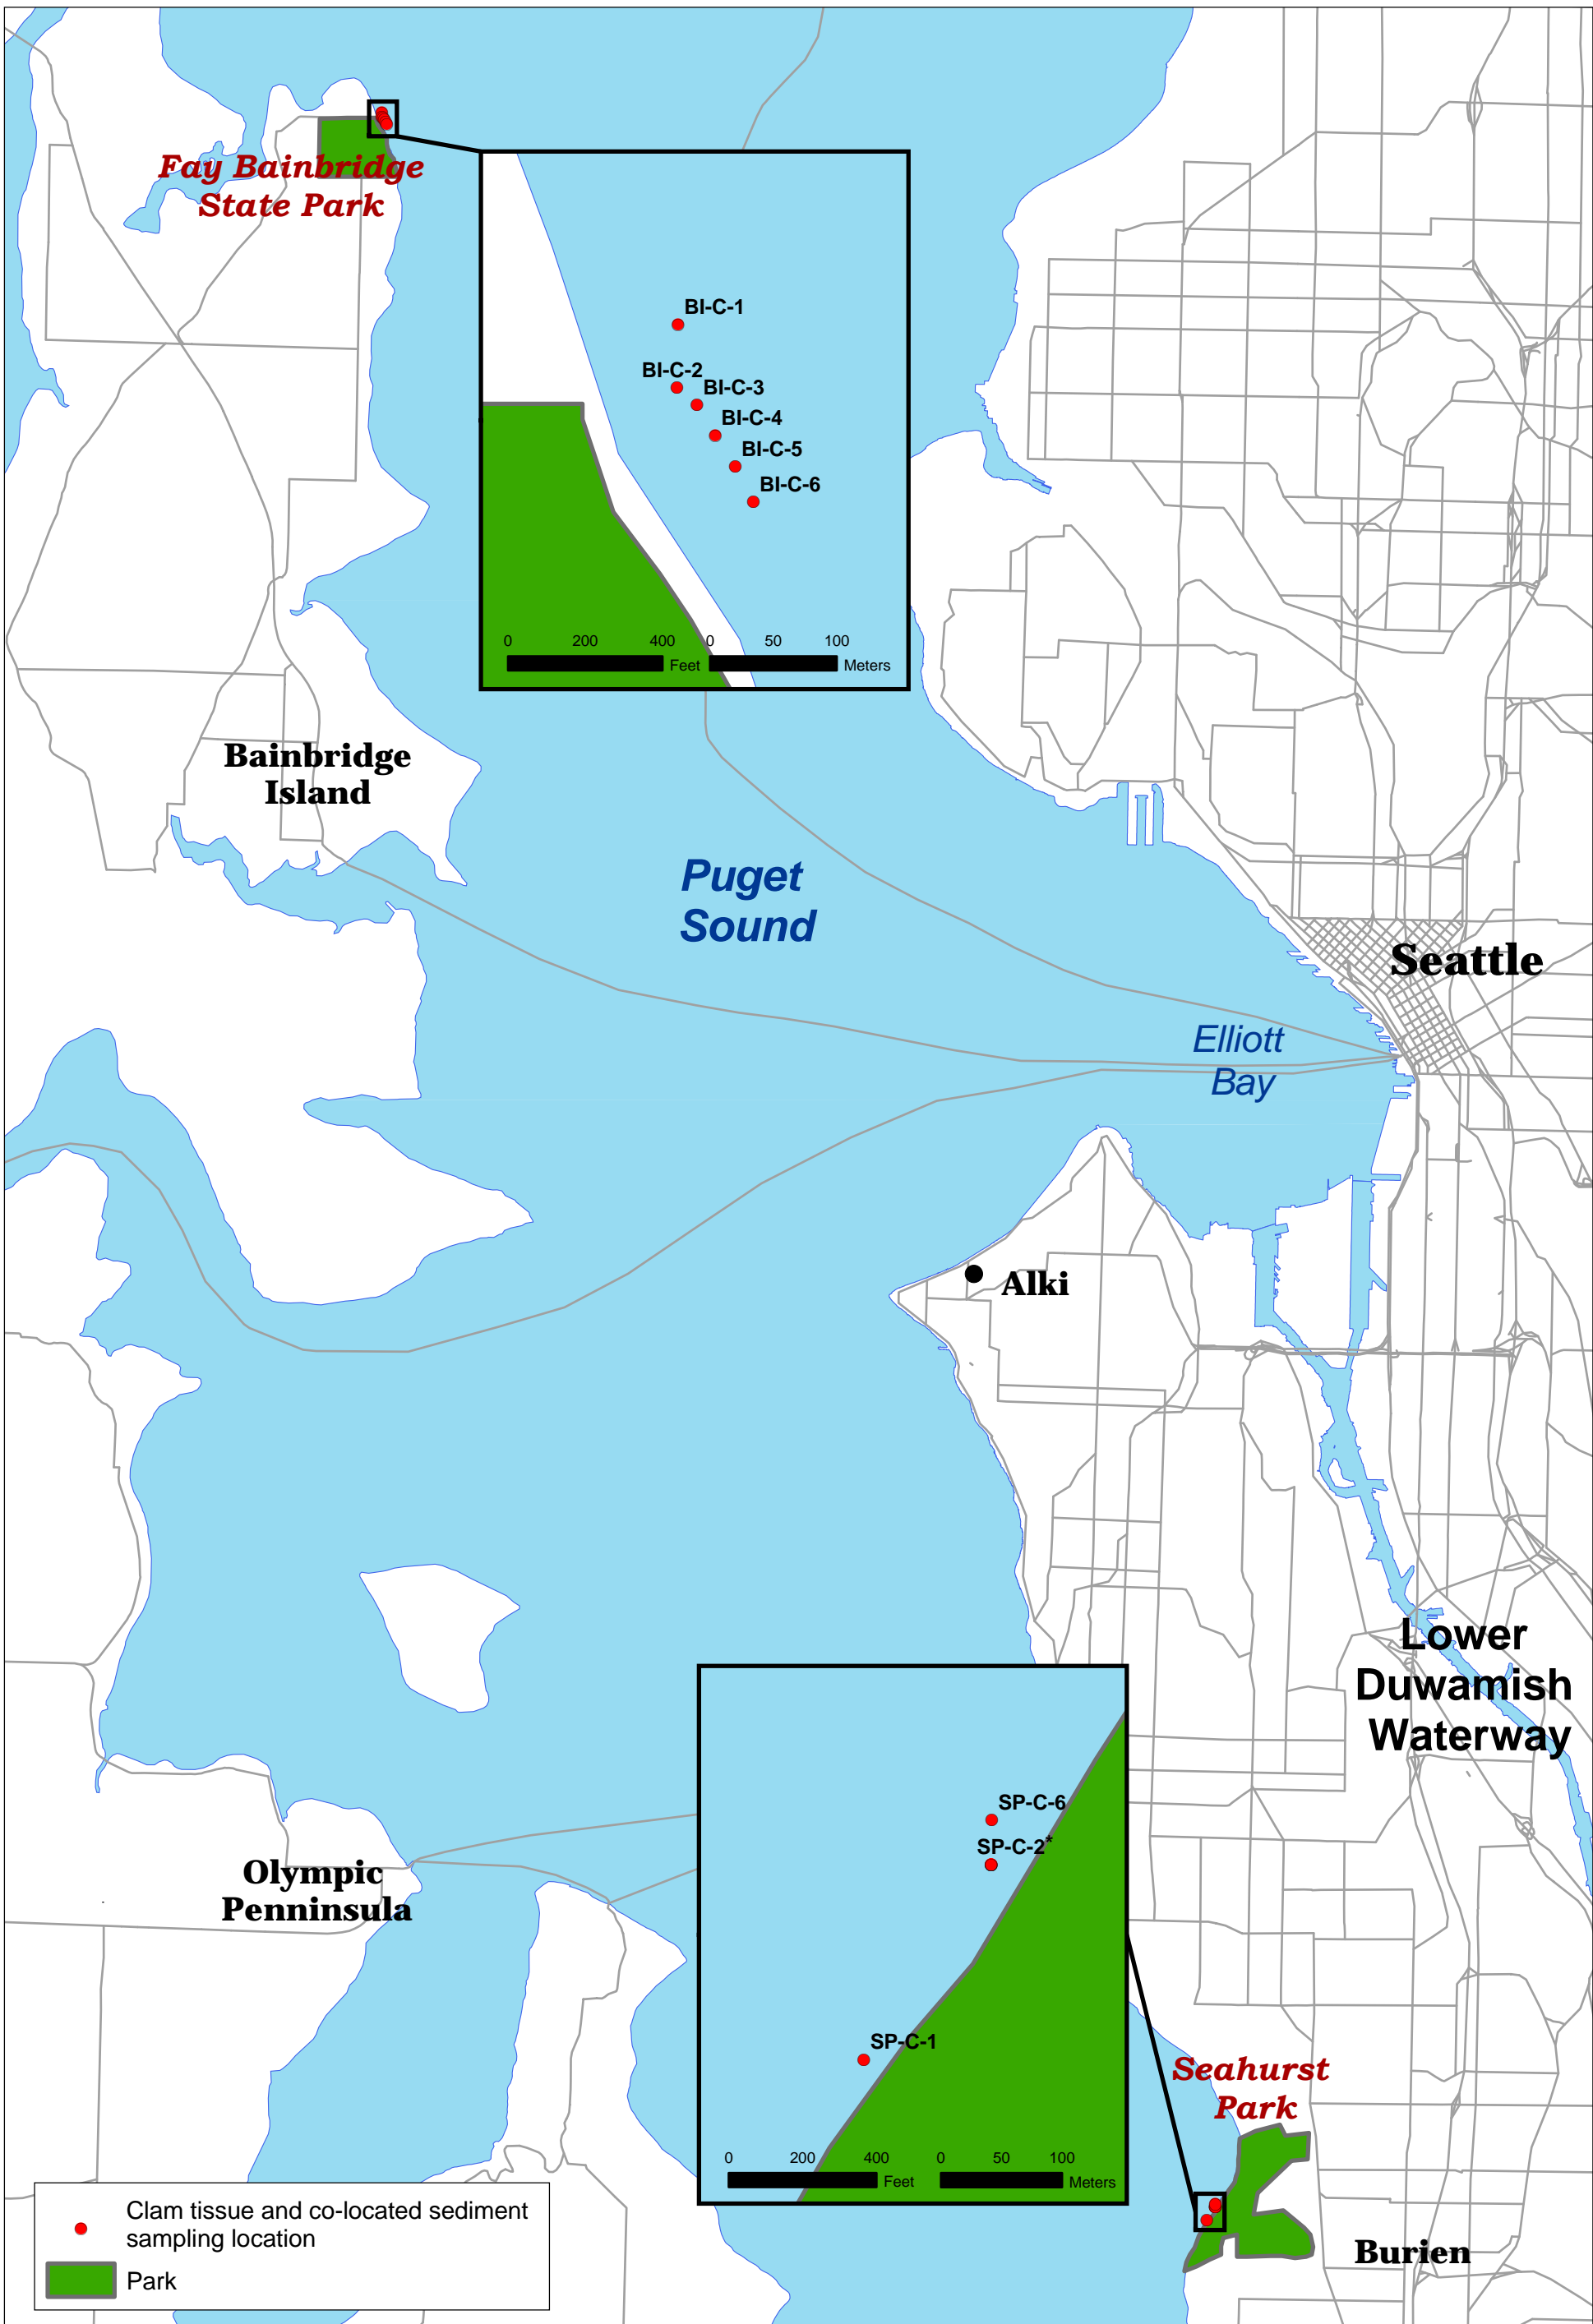 Fay Bainbridge
State Park
BI-C-1
BI-C-2
BI-C-3
BI-C-4
BI-C-5
BI-C-6
0 200 400 Feet 0 50 100 Meters
Bainbridge
Island
Puget
Sound
Seattle
Elliott
Bay
Alki
Lower
Duwamish
Waterway
SP-C-6
SP-C-2*
SP-C-1
0 200 400 Feet 0 50 100 Meters
Olympic
Penninsula
Seahurst
Park
Burien
Clam tissue and co-located sediment
sampling location
Park